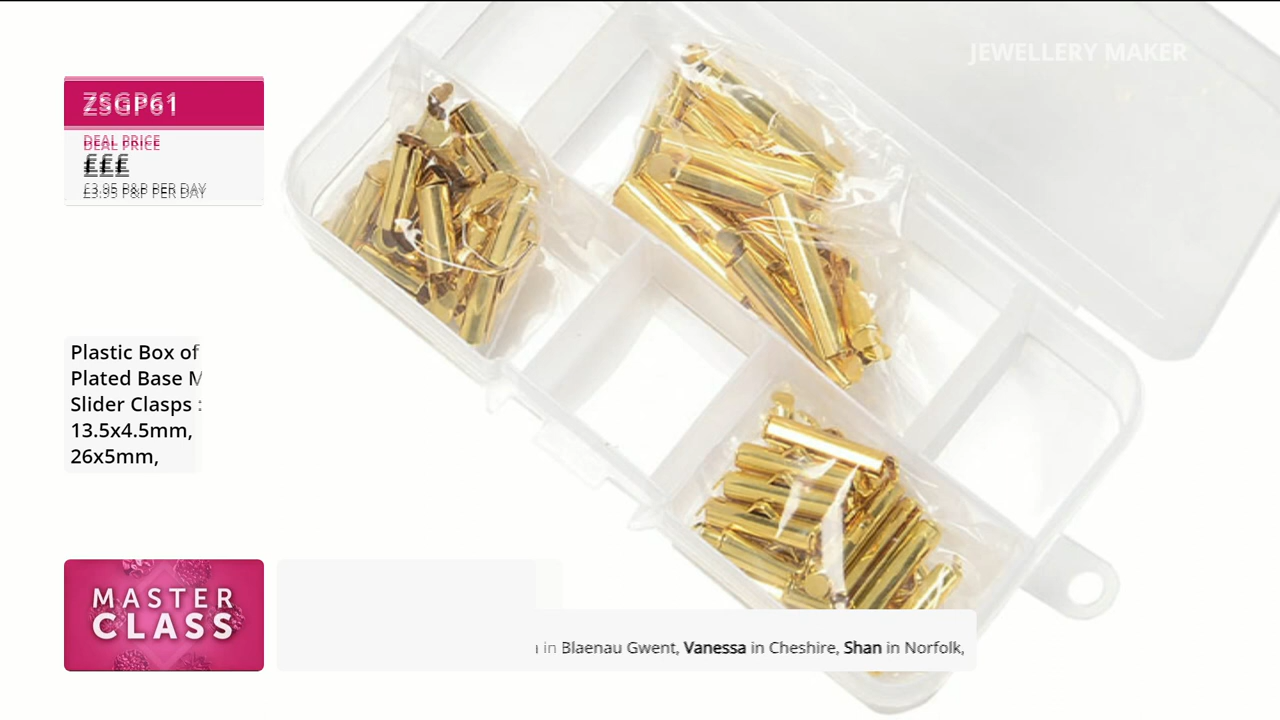 JEWELLERY MAKER
ZSGP61
DEAL PRICE
£££
£3.95 P&P PER DAY
Plastic Box of
Plated Base
Slider Clasps
13.5x4.5mm,
26x5mm,
MASTER
CLASS
in Blaenau Gwent, Vanessa in Cheshire, Shan in Norfolk,